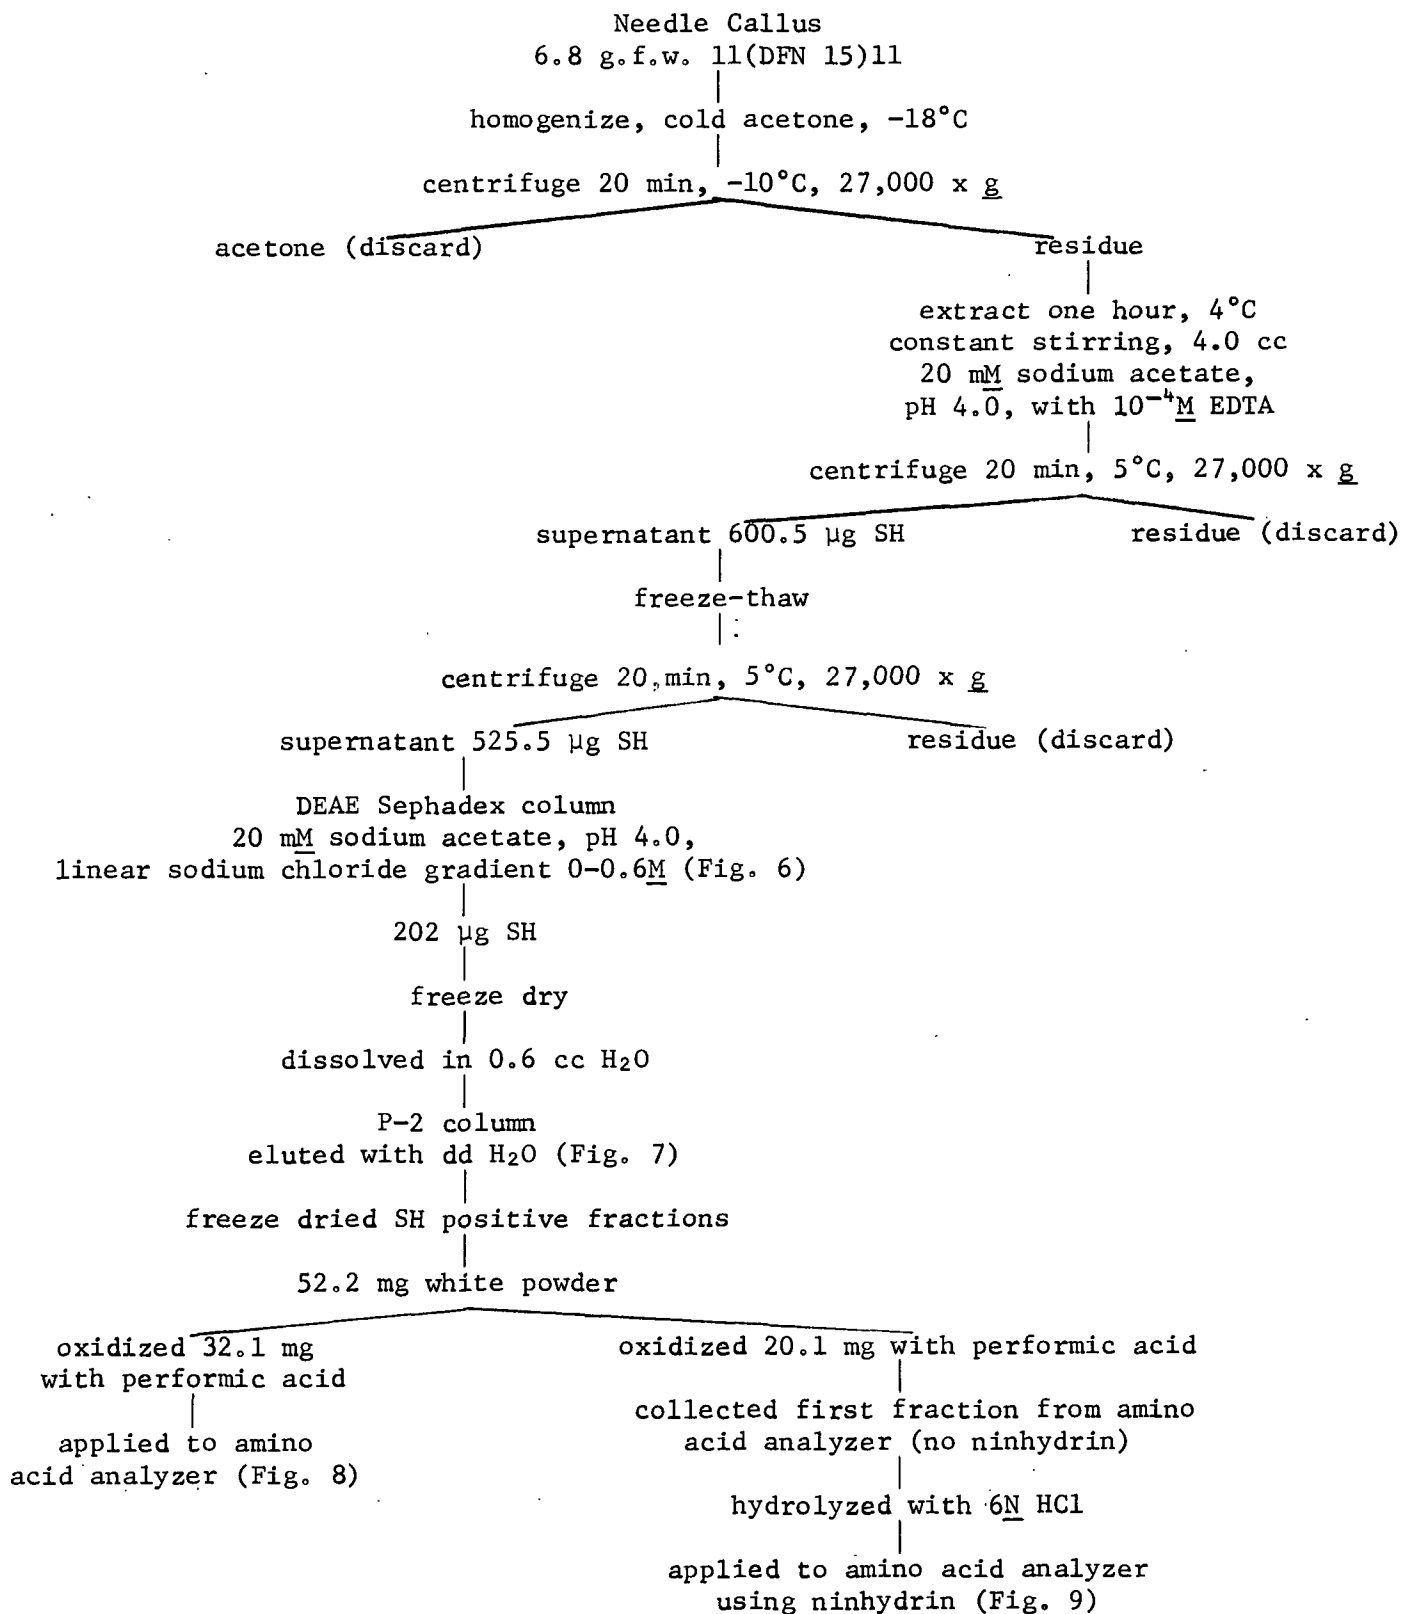 Needle Callus
6.8 g.f.w. 11(DFN 15)11
homogenize, cold acetone, -18°C
centrifuge 20 min, -10°C, 27,000 x g
acetone (discard)
residue
extract one hour, 4°C
constant stirring, 4.0 cc
20 mM sodium acetate,
pH 4.0, with 10⁻⁴M EDTA
centrifuge 20 min, 5°C, 27,000 x g
supernatant 600.5 µg SH
residue (discard)
freeze-thaw
centrifuge 20 min, 5°C, 27,000 x g
supernatant 525.5 µg SH
residue (discard)
DEAE Sephadex column
20 mM sodium acetate, pH 4.0,
linear sodium chloride gradient 0-0.6M (Fig. 6)
202 µg SH
freeze dry
dissolved in 0.6 cc H₂O
P-2 column
eluted with dd H₂O (Fig. 7)
freeze dried SH positive fractions
52.2 mg white powder
oxidized 32.1 mg
with performic acid
applied to amino
acid analyzer (Fig. 8)
oxidized 20.1 mg with performic acid
collected first fraction from amino
acid analyzer (no ninhydrin)
hydrolyzed with 6N HCl
applied to amino acid analyzer
using ninhydrin (Fig. 9)